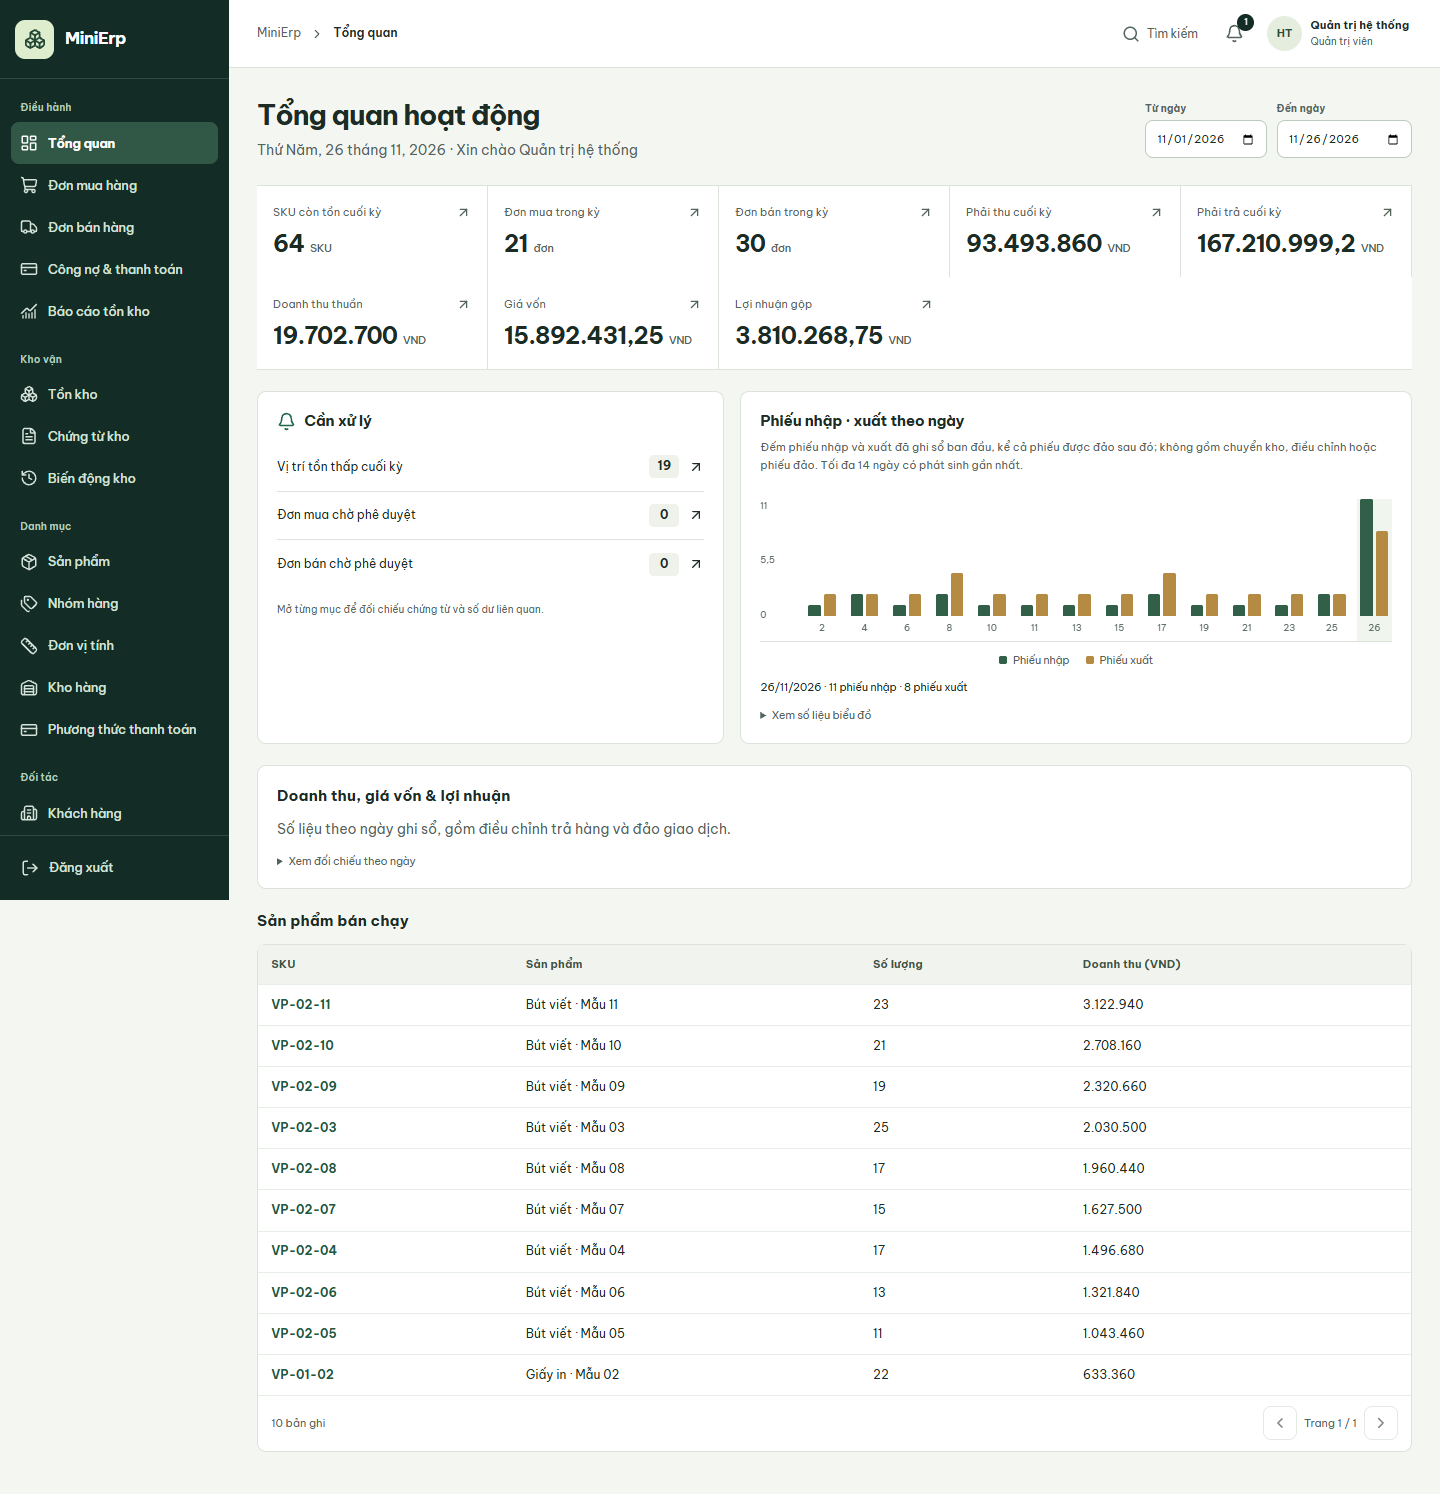 MiniErp
Điều hành
Tổng quan
Đơn mua hàng
Đơn bán hàng
Công nợ & thanh toán
Báo cáo tồn kho
Kho vận
Tồn kho
Chứng từ kho
Biến động kho
Danh mục
Sản phẩm
Nhóm hàng
Đơn vị tính
Kho hàng
Phương thức thanh toán
Đối tác
Khách hàng
Đăng xuất
MiniErp Tổng quan
Tìm kiếm
1
HT
Quản trị hệ thống
Quản trị viên
Tổng quan hoạt động
Thứ Năm, 26 tháng 11, 2026 · Xin chào Quản trị hệ thống
Từ ngày
11/01/2026
Đến ngày
11/26/2026
SKU còn tồn cuối kỳ
64 SKU
Đơn mua trong kỳ
21 đơn
Đơn bán trong kỳ
30 đơn
Phải thu cuối kỳ
93.493.860 VND
Phải trả cuối kỳ
167.210.999,2 VND
Doanh thu thuần
19.702.700 VND
Giá vốn
15.892.431,25 VND
Lợi nhuận gộp
3.810.268,75 VND
Cần xử lý
Vị trí tồn thấp cuối kỳ 19
Đơn mua chờ phê duyệt 0
Đơn bán chờ phê duyệt 0
Mở từng mục để đối chiếu chứng từ và số dư liên quan.
Phiếu nhập · xuất theo ngày
Đếm phiếu nhập và xuất đã ghi sổ ban đầu, kể cả phiếu được đảo sau đó; không gồm chuyển kho, điều chỉnh hoặc
phiếu đảo. Tối đa 14 ngày có phát sinh gần nhất.
11
5,5
0
2 4 6 8 10 11 13 15 17 19 21 23 25 26
Phiếu nhập Phiếu xuất
26/11/2026 · 11 phiếu nhập · 8 phiếu xuất
Xem số liệu biểu đồ
Doanh thu, giá vốn & lợi nhuận
Số liệu theo ngày ghi sổ, gồm điều chỉnh trả hàng và đảo giao dịch.
Xem đối chiếu theo ngày
Sản phẩm bán chạy
SKU Sản phẩm Số lượng Doanh thu (VND)
VP-02-11 Bút viết · Mẫu 11 23 3.122.940
VP-02-10 Bút viết · Mẫu 10 21 2.708.160
VP-02-09 Bút viết · Mẫu 09 19 2.320.660
VP-02-03 Bút viết · Mẫu 03 25 2.030.500
VP-02-08 Bút viết · Mẫu 08 17 1.960.440
VP-02-07 Bút viết · Mẫu 07 15 1.627.500
VP-02-04 Bút viết · Mẫu 04 17 1.496.680
VP-02-06 Bút viết · Mẫu 06 13 1.321.840
VP-02-05 Bút viết · Mẫu 05 11 1.043.460
VP-01-02 Giấy in · Mẫu 02 22 633.360
10 bản ghi
Trang 1 / 1